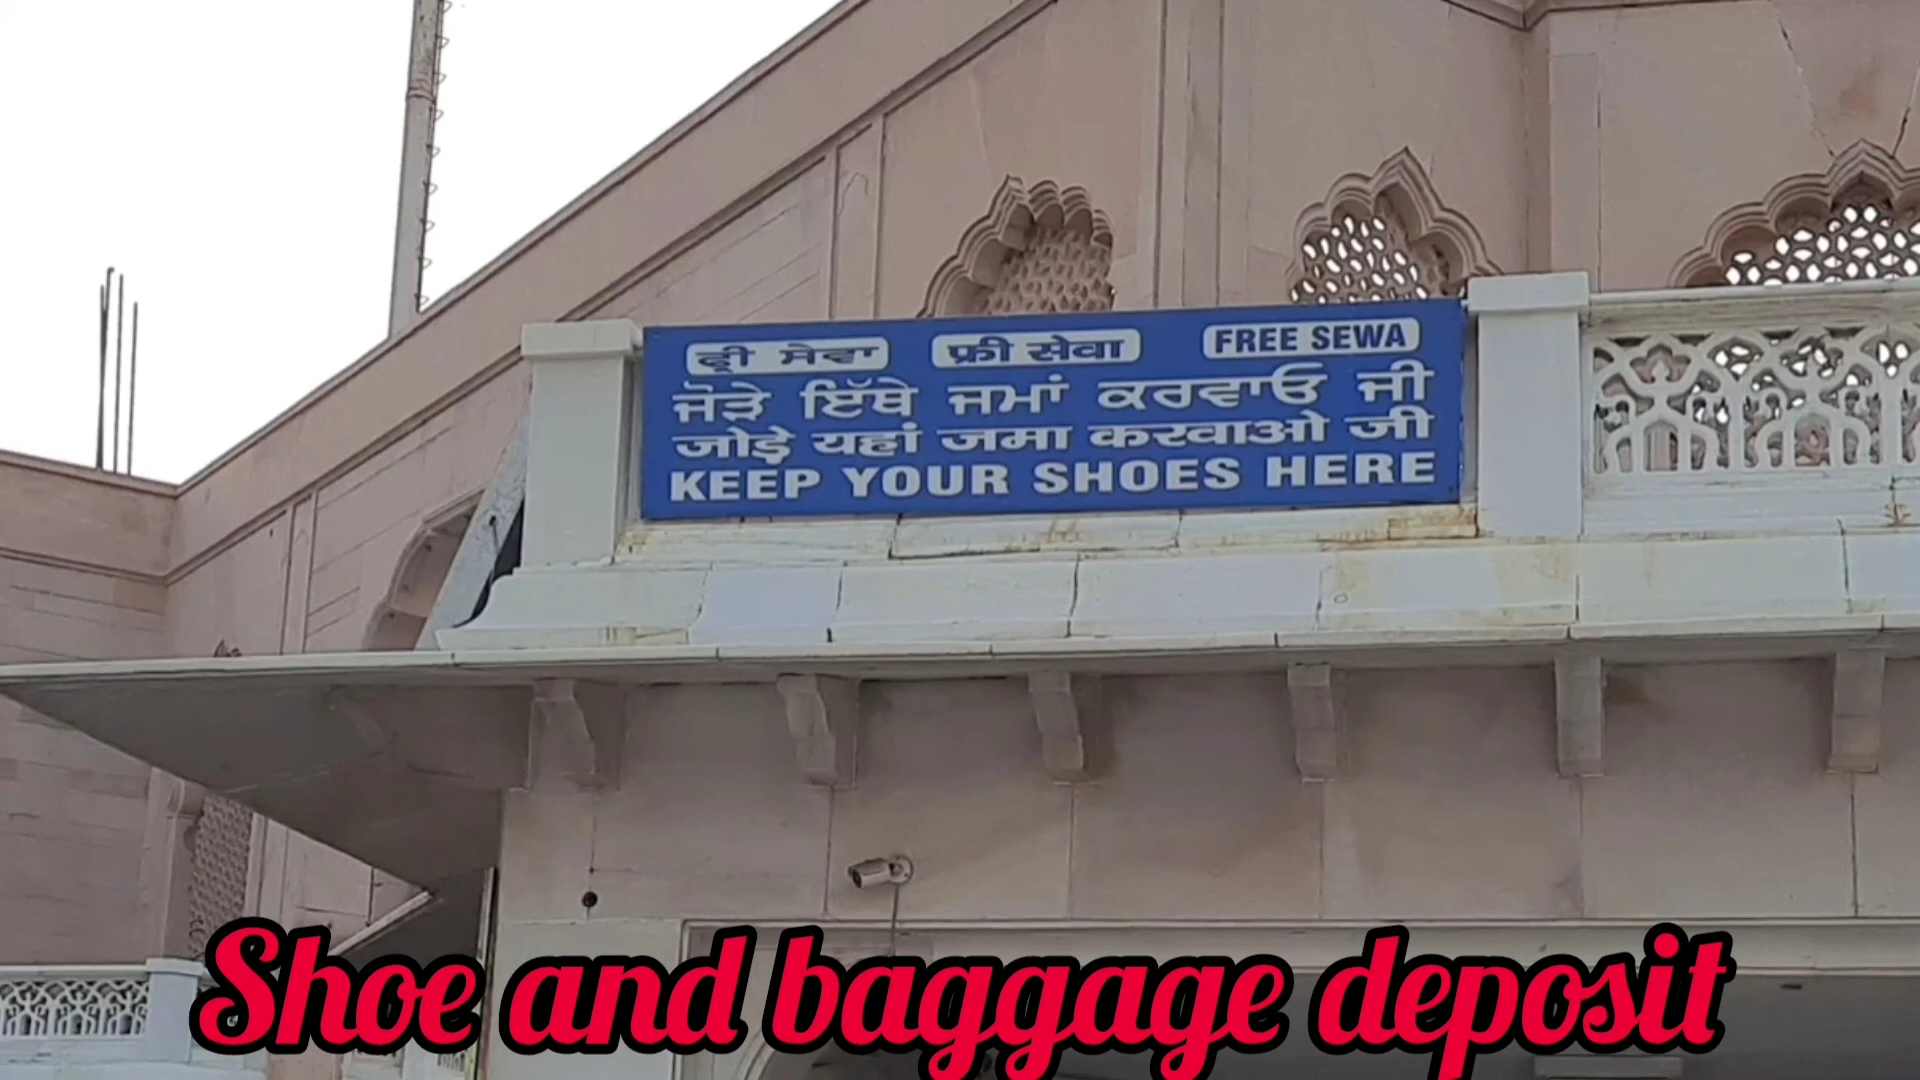 ਫ੍ਰੀ ਸੇਵਾ फ्री सेवा FREE SEWA
ਜੋੜੇ ਇੱਥੇ ਜਮਾਂ ਕਰਵਾਓ ਜੀ
जोड़े यहां जमा करवाओ जी
KEEP YOUR SHOES HERE
Shoe and baggage deposit